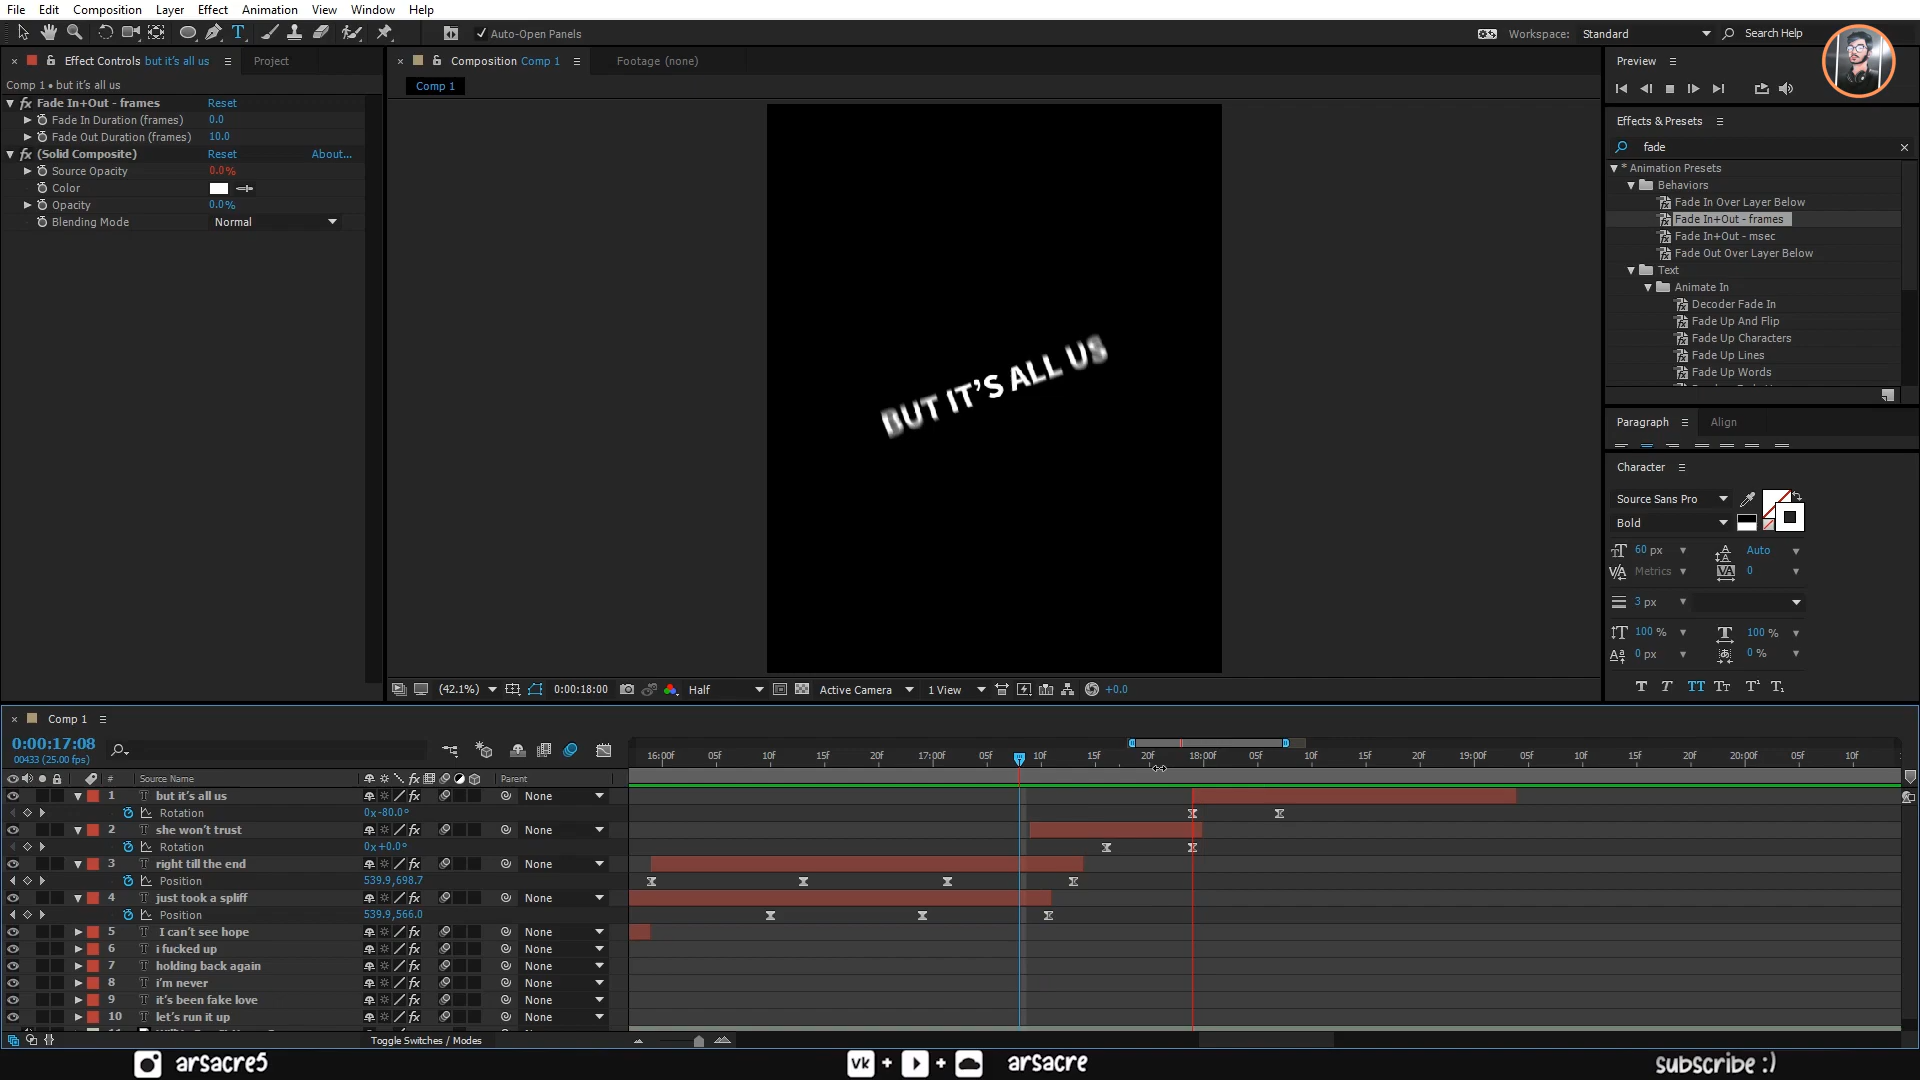 File Edit Composition Layer Effect Animation View Window Help
Auto-Open Panels
Workspace: Standard
Search Help
Effect Controls but it's all us
Project
Composition Comp 1
Footage (none)
Preview
Comp 1 • but it's all us
Comp 1
fx Fade In+Out - frames Reset
Fade In Duration (frames) 0.0
Fade Out Duration (frames) 10.0
fx (Solid Composite) Reset About...
Source Opacity 0.0%
Color
Opacity 0.0%
Blending Mode Normal
BUT IT'S ALL US
Effects & Presets
fade
* Animation Presets
Behaviors
Fade In Over Layer Below
Fade In+Out - frames
Fade In+Out - msec
Fade Out Over Layer Below
Text
Animate In
Decoder Fade In
Fade Up And Flip
Fade Up Characters
Fade Up Lines
Fade Up Words
Paragraph Align
Character
Source Sans Pro
Bold
60 px Auto
Metrics 0
3 px
100 % 100 %
0 px 0 %
T T TT Tt T¹ T₁
(42.1%) 0:00:18:00 Half Active Camera 1 View +0.0
Comp 1
0:00:17:08
00433 (25.00 fps)
16:00f 05f 10f 15f 20f 17:00f 05f 10f 15f 20f 18:00f 05f 10f 15f 20f 19:00f 05f 10f 15f 20:00f 05f 10f
# Source Name Parent
1 but it's all us None
Rotation 0x-80.0°
2 she won't trust None
Rotation 0x+0.0°
3 right till the end None
Position 539.9,698.7
4 just took a spliff None
Position 539.9,566.0
5 I can't see hope None
6 i fucked up None
7 holding back again None
8 i'm never None
9 it's been fake love None
10 let's run it up None
Toggle Switches / Modes
arsacre5
VK + + arsacre
subscribe :)